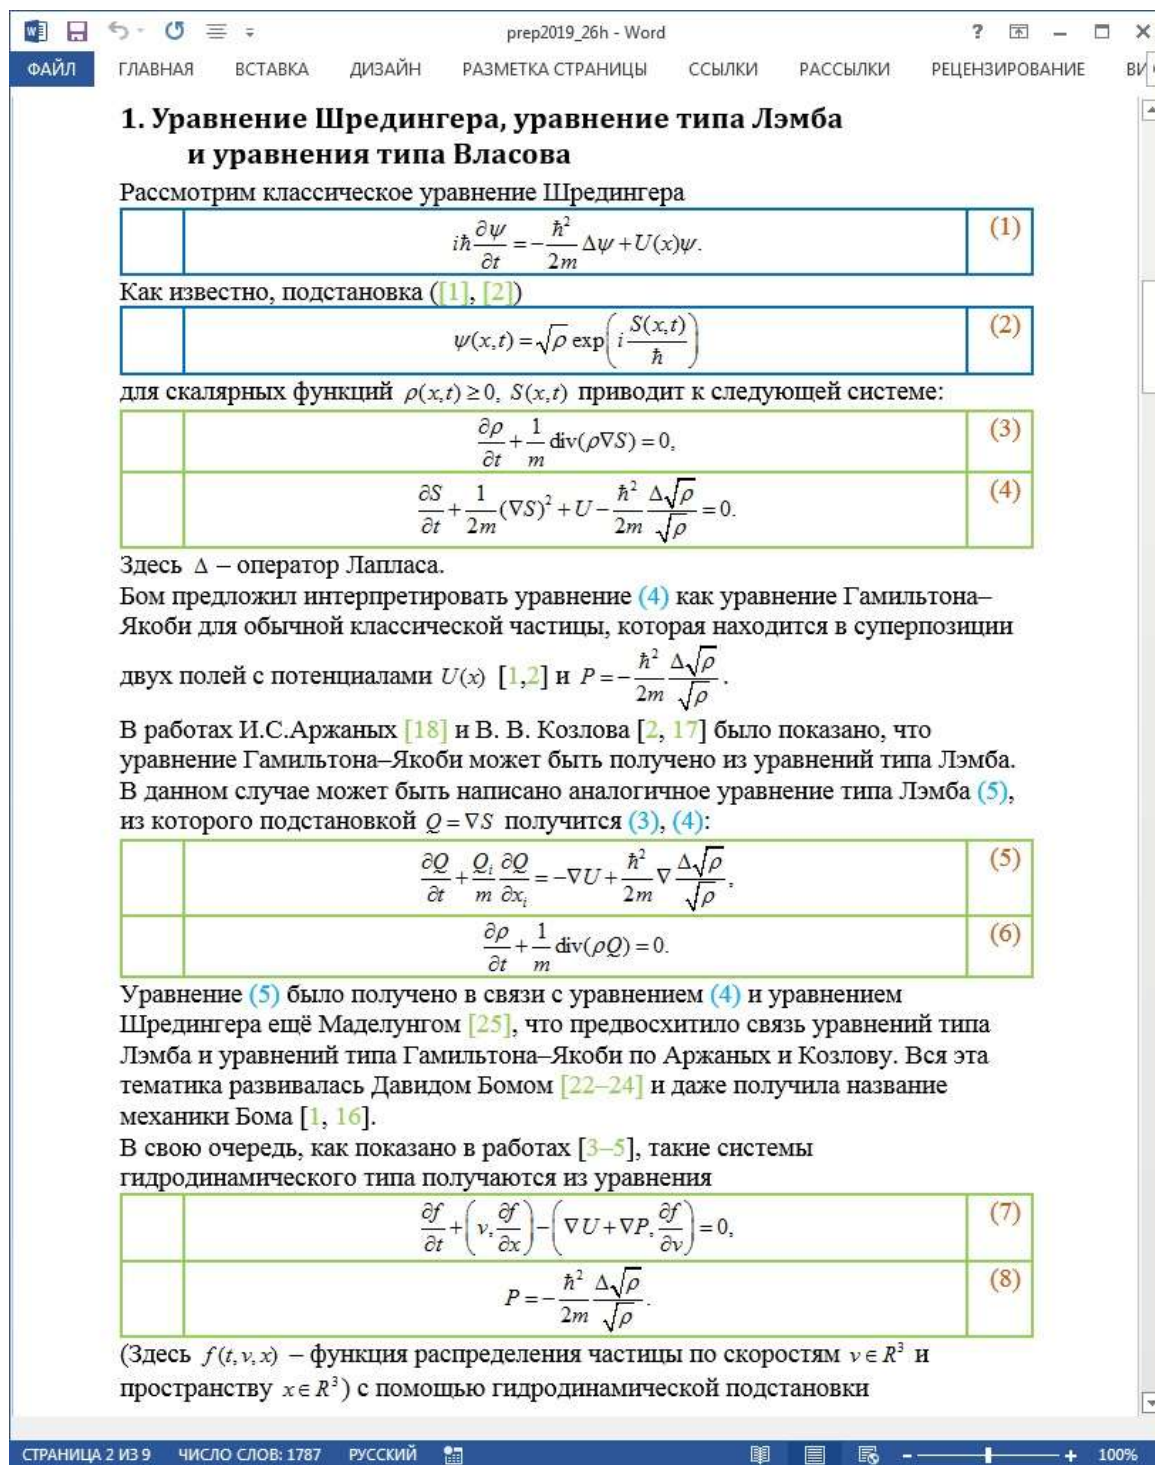 prep2019_26h - Word
ФАЙЛ ГЛАВНАЯ ВСТАВКА ДИЗАЙН РАЗМЕТКА СТРАНИЦЫ ССЫЛКИ РАССЫЛКИ РЕЦЕНЗИРОВАНИЕ ВИ
1. Уравнение Шредингера, уравнение типа Лэмба
и уравнения типа Власова
Рассмотрим классическое уравнение Шредингера
iħ ∂ψ/∂t = −ħ²/2m Δψ + U(x)ψ. (1)
Как известно, подстановка ([1], [2])
ψ(x,t) = √ρ exp(i S(x,t)/ħ) (2)
для скалярных функций ρ(x,t) ≥ 0, S(x,t) приводит к следующей системе:
∂ρ/∂t + 1/m div(ρ∇S) = 0, (3)
∂S/∂t + 1/2m (∇S)² + U − ħ²/2m Δ√ρ/√ρ = 0. (4)
Здесь Δ – оператор Лапласа.
Бом предложил интерпретировать уравнение (4) как уравнение Гамильтона–
Якоби для обычной классической частицы, которая находится в суперпозиции
двух полей с потенциалами U(x) [1,2] и P = −ħ²/2m Δ√ρ/√ρ.
В работах И.С.Аржаных [18] и В. В. Козлова [2, 17] было показано, что
уравнение Гамильтона–Якоби может быть получено из уравнений типа Лэмба.
В данном случае может быть написано аналогичное уравнение типа Лэмба (5),
из которого подстановкой Q = ∇S получится (3), (4):
∂Q/∂t + Qᵢ/m ∂Q/∂xᵢ = −∇U + ħ²/2m ∇ Δ√ρ/√ρ, (5)
∂ρ/∂t + 1/m div(ρQ) = 0. (6)
Уравнение (5) было получено в связи с уравнением (4) и уравнением
Шредингера ещё Маделунгом [25], что предвосхитило связь уравнений типа
Лэмба и уравнений типа Гамильтона–Якоби по Аржаных и Козлову. Вся эта
тематика развивалась Давидом Бомом [22–24] и даже получила название
механики Бома [1, 16].
В свою очередь, как показано в работах [3–5], такие системы
гидродинамического типа получаются из уравнения
∂f/∂t + (v, ∂f/∂x) − (∇U + ∇P, ∂f/∂v) = 0, (7)
P = −ħ²/2m Δ√ρ/√ρ. (8)
(Здесь f(t,v,x) – функция распределения частицы по скоростям v ∈ R³ и
пространству x ∈ R³) с помощью гидродинамической подстановки
СТРАНИЦА 2 ИЗ 9 ЧИСЛО СЛОВ: 1787 РУССКИЙ 100%